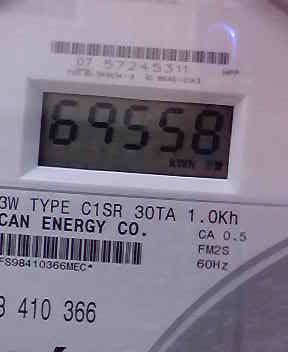 07 57245311
69558
kWh
3W TYPE C1SR 30TA 1.0Kh
CAN ENERGY CO.
CA 0.5
FM2S
FS98410366MEC*
60Hz
8 410 366